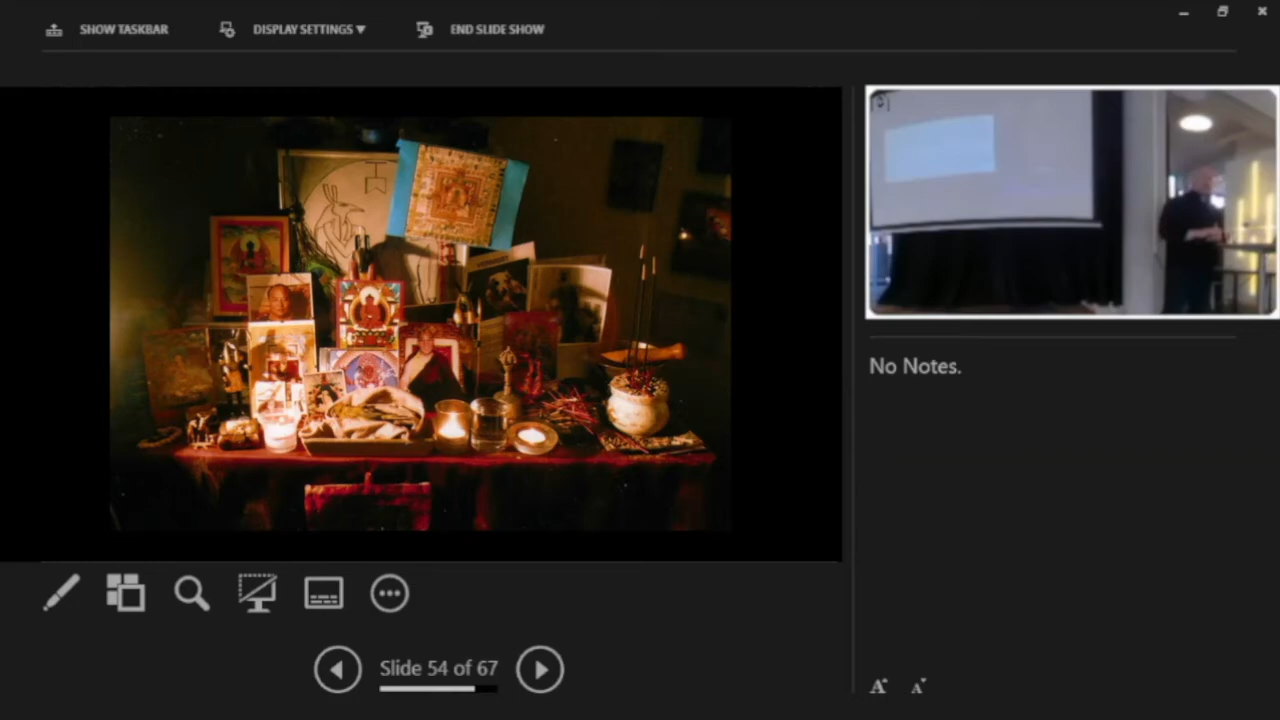 SHOW TASKBAR
DISPLAY SETTINGS
END SLIDE SHOW
No Notes.
Slide 54 of 67